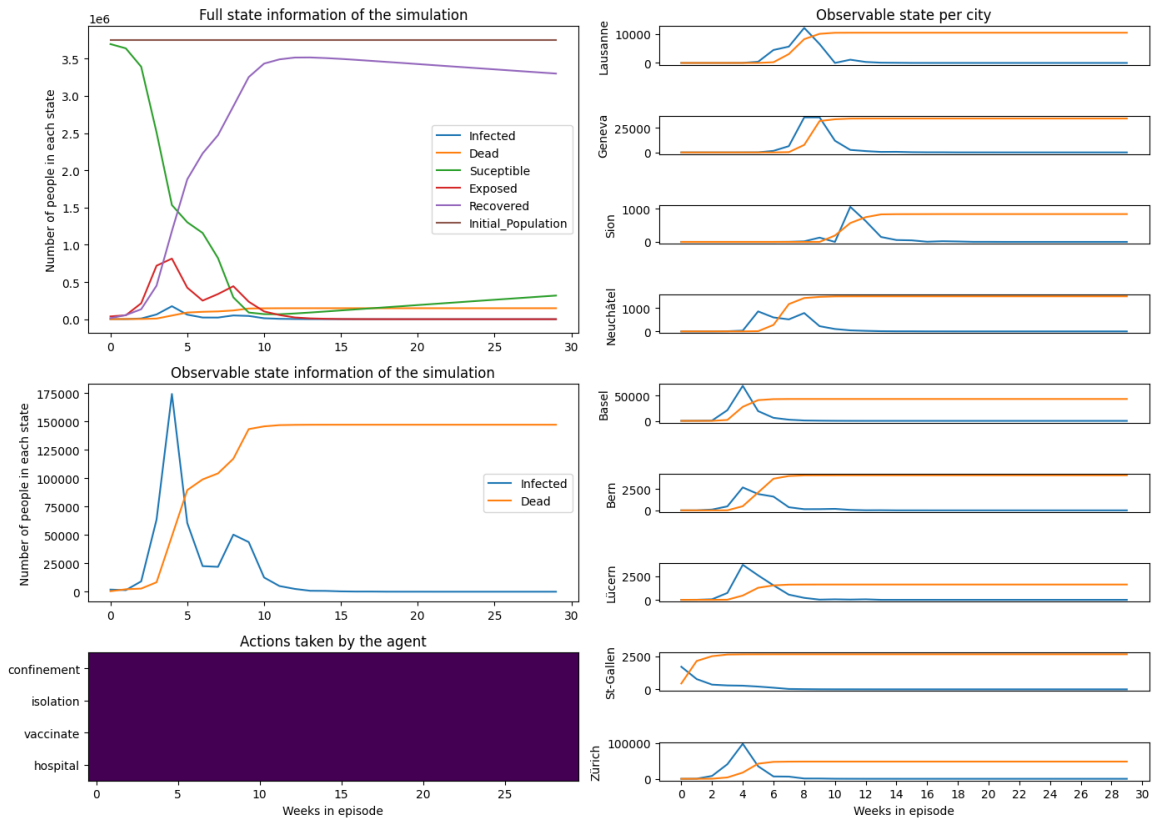 Full state information of the simulation
1e6
Number of people in each state
3.5
3.0
2.5
2.0
1.5
1.0
0.5
0.0
Infected
Dead
Suceptible
Exposed
Recovered
Initial_Population
0 5 10 15 20 25 30
Observable state information of the simulation
Number of people in each state
175000
150000
125000
100000
75000
50000
25000
0
Infected
Dead
0 5 10 15 20 25 30
Actions taken by the agent
confinement
isolation
vaccinate
hospital
0 5 10 15 20 25
Weeks in episode
Observable state per city
Lausanne
10000
0
Geneva
25000
0
Sion
1000
0
Neuchâtel
1000
0
Basel
50000
0
Bern
2500
0
Lücern
2500
0
St-Gallen
2500
0
Zürich
100000
0
0 2 4 6 8 10 12 14 16 18 20 22 24 26 28 30
Weeks in episode